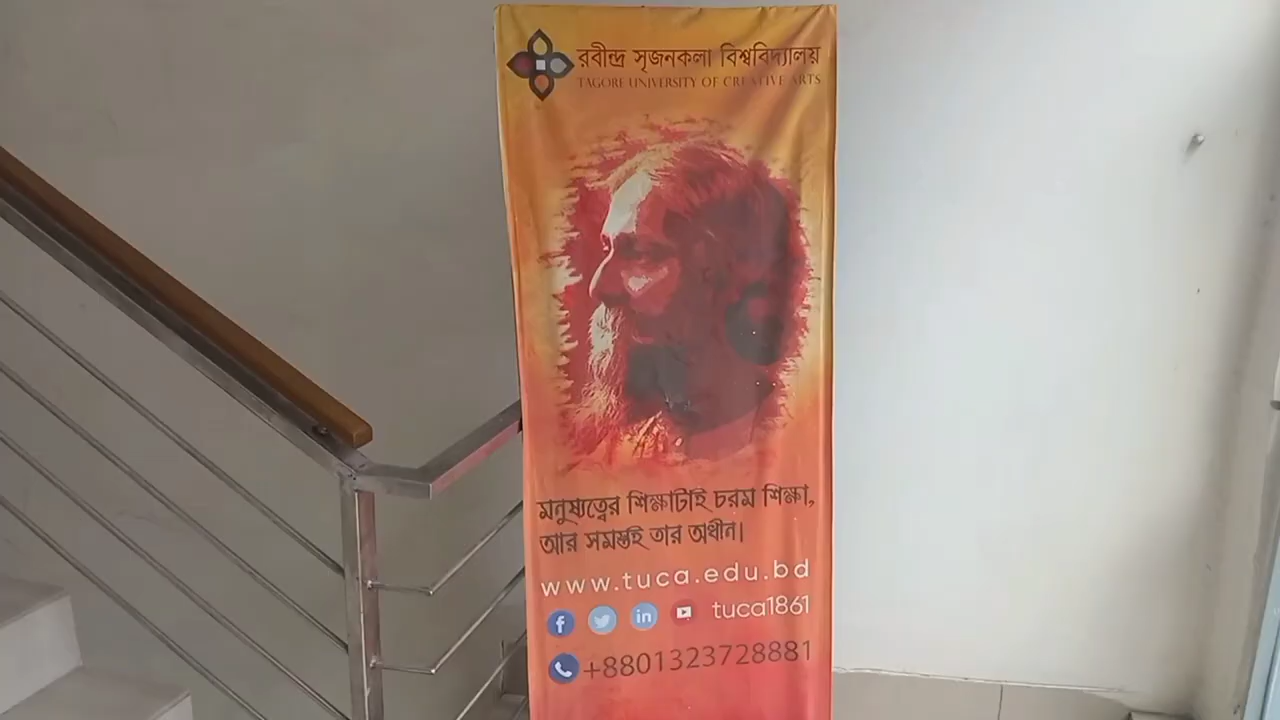 রবীন্দ্র সৃজনকলা বিশ্ববিদ্যালয়
TAGORE UNIVERSITY OF CREATIVE ARTS
মনুষ্যত্বের শিক্ষাটাই চরম শিক্ষা,
আর সমস্তই তার অধীন।
www.tuca.edu.bd
f in tuca1861
+8801323728881